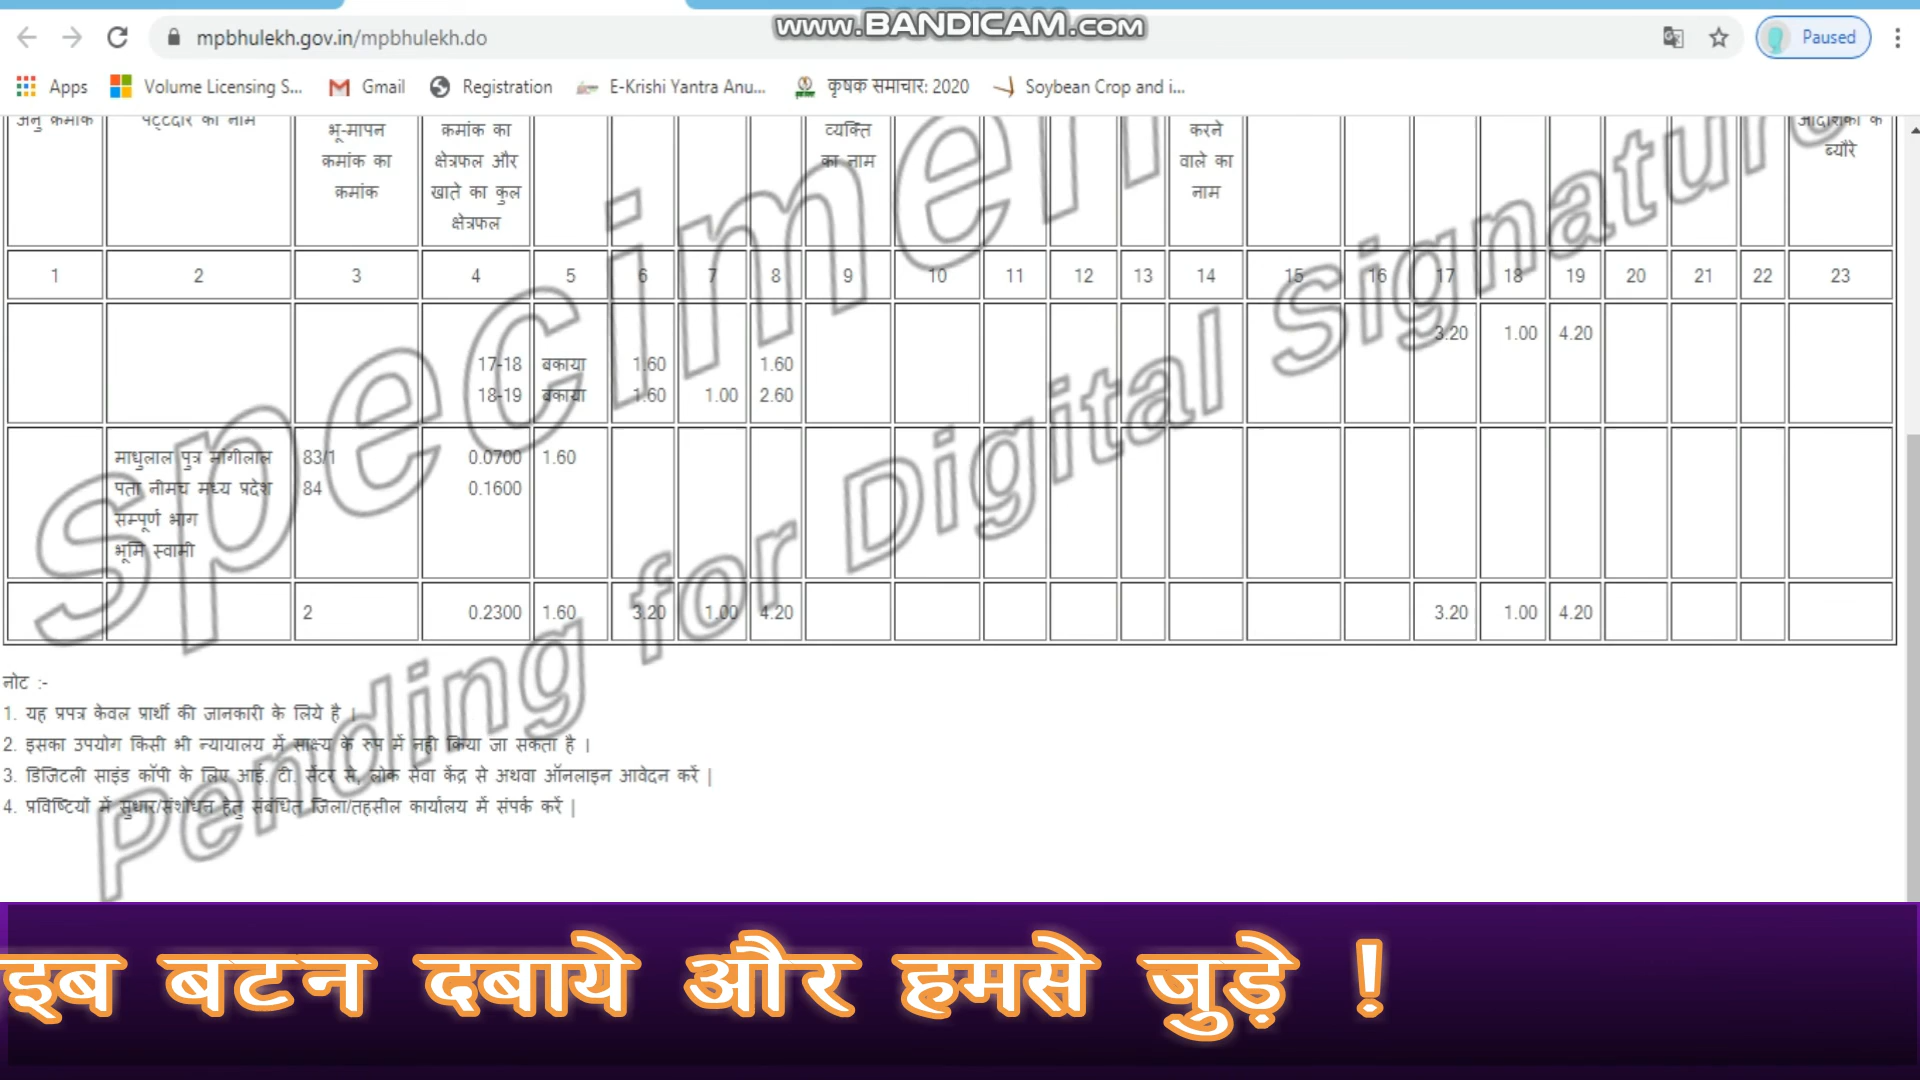 www.BANDICAM.com
mpbhulekh.gov.in/mpbhulekh.do
Paused
Apps Volume Licensing S... Gmail Registration E-Krishi Yantra Anu... कृषक समाचार: 2020 Soybean Crop and i...
अनु क्रमांक पट्टेदार का नाम भू-मापन क्रमांक का व्यक्ति करने आदेशिका के
क्रमांक का क्षेत्रफल और का नाम वाले का ब्यौरे
क्रमांक खाते का कुल नाम
क्षेत्रफल
1 2 3 4 5 6 7 8 9 10 11 12 13 14 15 16 17 18 19 20 21 22 23
3.20 1.00 4.20
17-18 बकाया 1.60 1.60
18-19 बकाया 1.60 1.00 2.60
माधुलाल पुत्र मांगीलाल 83/1 0.0700 1.60
पता नीमच मध्य प्रदेश 84 0.1600
सम्पूर्ण भाग
भूमि स्वामी
2 0.2300 1.60 3.20 1.00 4.20 3.20 1.00 4.20
Specimen
Pending for Digital Signature
नोट :-
1. यह प्रपत्र केवल प्रार्थी की जानकारी के लिये है |
2. इसका उपयोग किसी भी न्यायालय में साक्ष्य के रुप में नही किया जा सकता है |
3. डिजिटली साइंड कॉपी के लिए आई. टी. सेंटर से, लोक सेवा केंद्र से अथवा ऑनलाइन आवेदन करें |
4. प्रविष्टियों में सुधार/संशोधन हेतु संबंधित जिला/तहसील कार्यालय में संपर्क करें |
इब बटन दबाये और हमसे जुड़े !